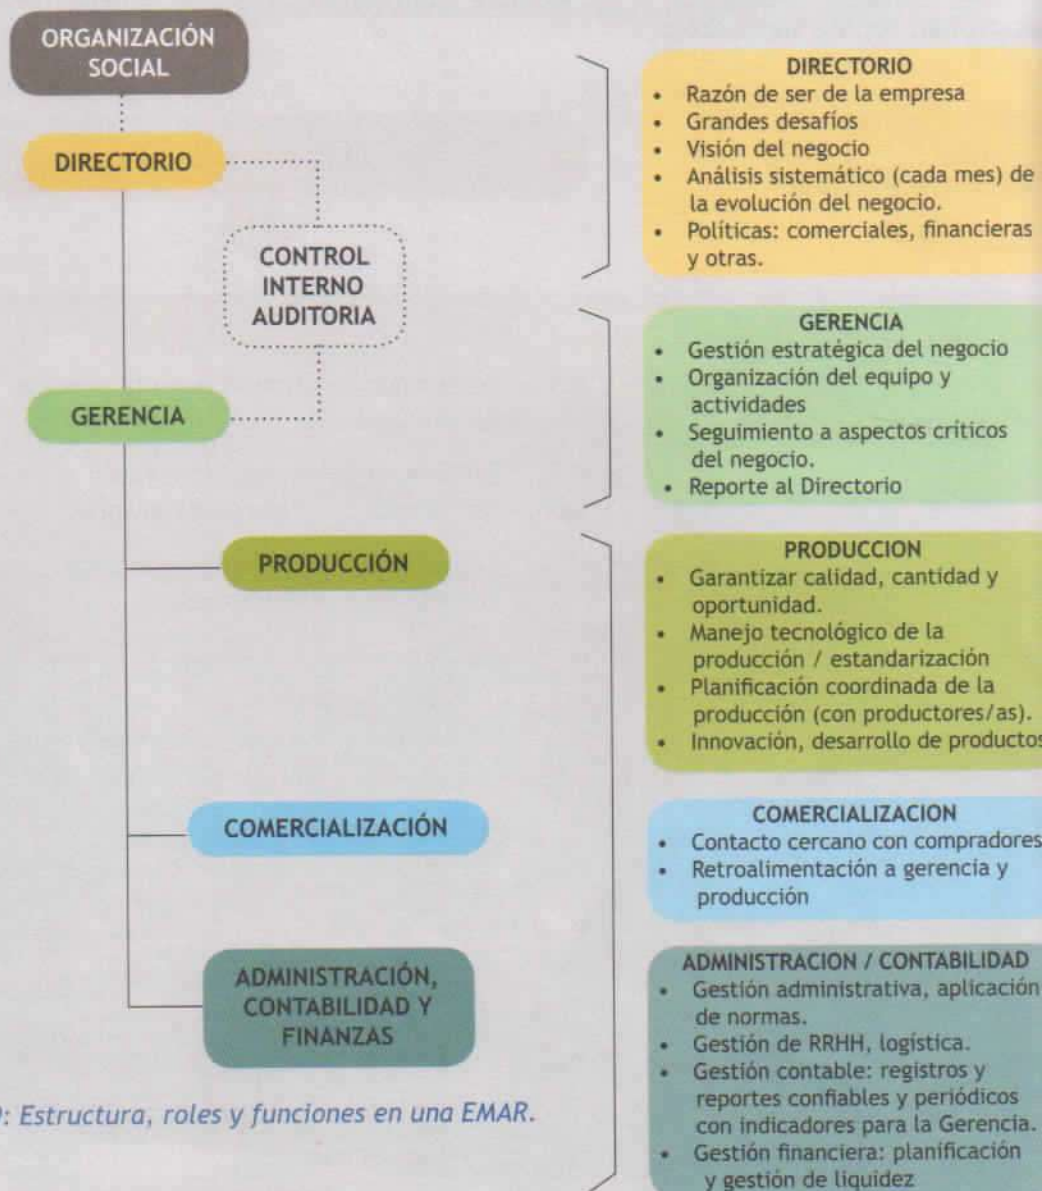 ORGANIZACIÓN
SOCIAL
DIRECTORIO
CONTROL
INTERNO
AUDITORIA
GERENCIA
PRODUCCIÓN
COMERCIALIZACIÓN
ADMINISTRACIÓN,
CONTABILIDAD Y
FINANZAS
: Estructura, roles y funciones en una EMAR.
DIRECTORIO
• Razón de ser de la empresa
• Grandes desafíos
• Visión del negocio
• Análisis sistemático (cada mes) de
la evolución del negocio.
• Políticas: comerciales, financieras
y otras.
GERENCIA
• Gestión estratégica del negocio
• Organización del equipo y
actividades
• Seguimiento a aspectos críticos
del negocio.
• Reporte al Directorio
PRODUCCION
• Garantizar calidad, cantidad y
oportunidad.
• Manejo tecnológico de la
producción / estandarización
• Planificación coordinada de la
producción (con productores/as).
• Innovación, desarrollo de productos
COMERCIALIZACION
• Contacto cercano con compradores
• Retroalimentación a gerencia y
producción
ADMINISTRACION / CONTABILIDAD
• Gestión administrativa, aplicación
de normas.
• Gestión de RRHH, logística.
• Gestión contable: registros y
reportes confiables y periódicos
con indicadores para la Gerencia.
• Gestión financiera: planificación
y gestión de liquidez